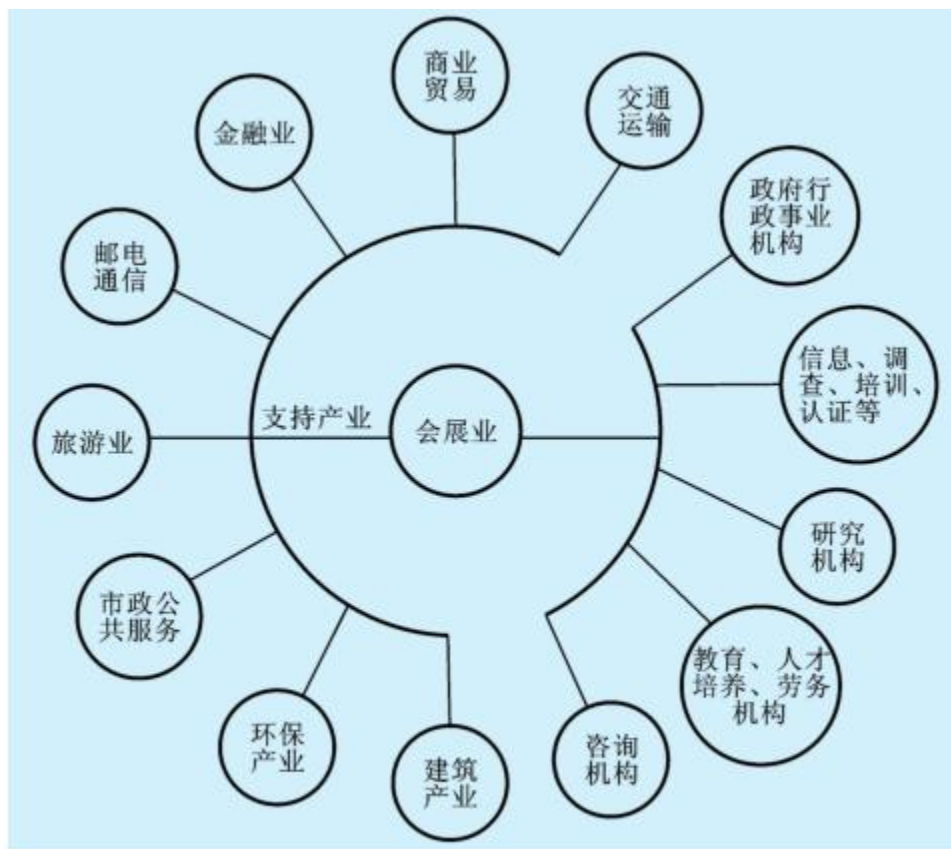 商业
贸易
交通
运输
金融业
政府行
政事业
机构
邮电
通信
信息、调
查、培训、
认证等
支持产业
会展业
旅游业
研究
机构
市政公
共服务
教育、人才
培养、劳务
机构
环保
产业
建筑
产业
咨询
机构